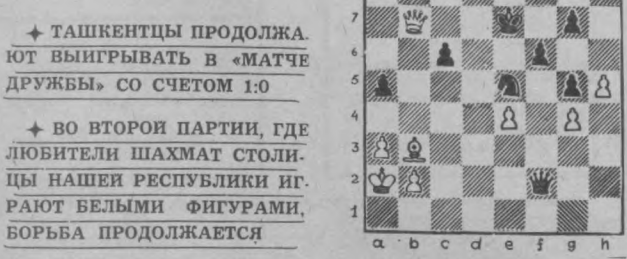 ✦ ТАШКЕНТЦЫ ПРОДОЛЖА-
ЮТ ВЫИГРЫВАТЬ В «МАТЧЕ
ДРУЖБЫ» СО СЧЕТОМ 1:0
✦ ВО ВТОРОЙ ПАРТИИ, ГДЕ
ЛЮБИТЕЛИ ШАХМАТ СТОЛИ-
ЦЫ НАШЕЙ РЕСПУБЛИКИ ИГ-
РАЮТ БЕЛЫМИ ФИГУРАМИ,
БОРЬБА ПРОДОЛЖАЕТСЯ
7
6
5
4
3
2
1
a b c d e f g h